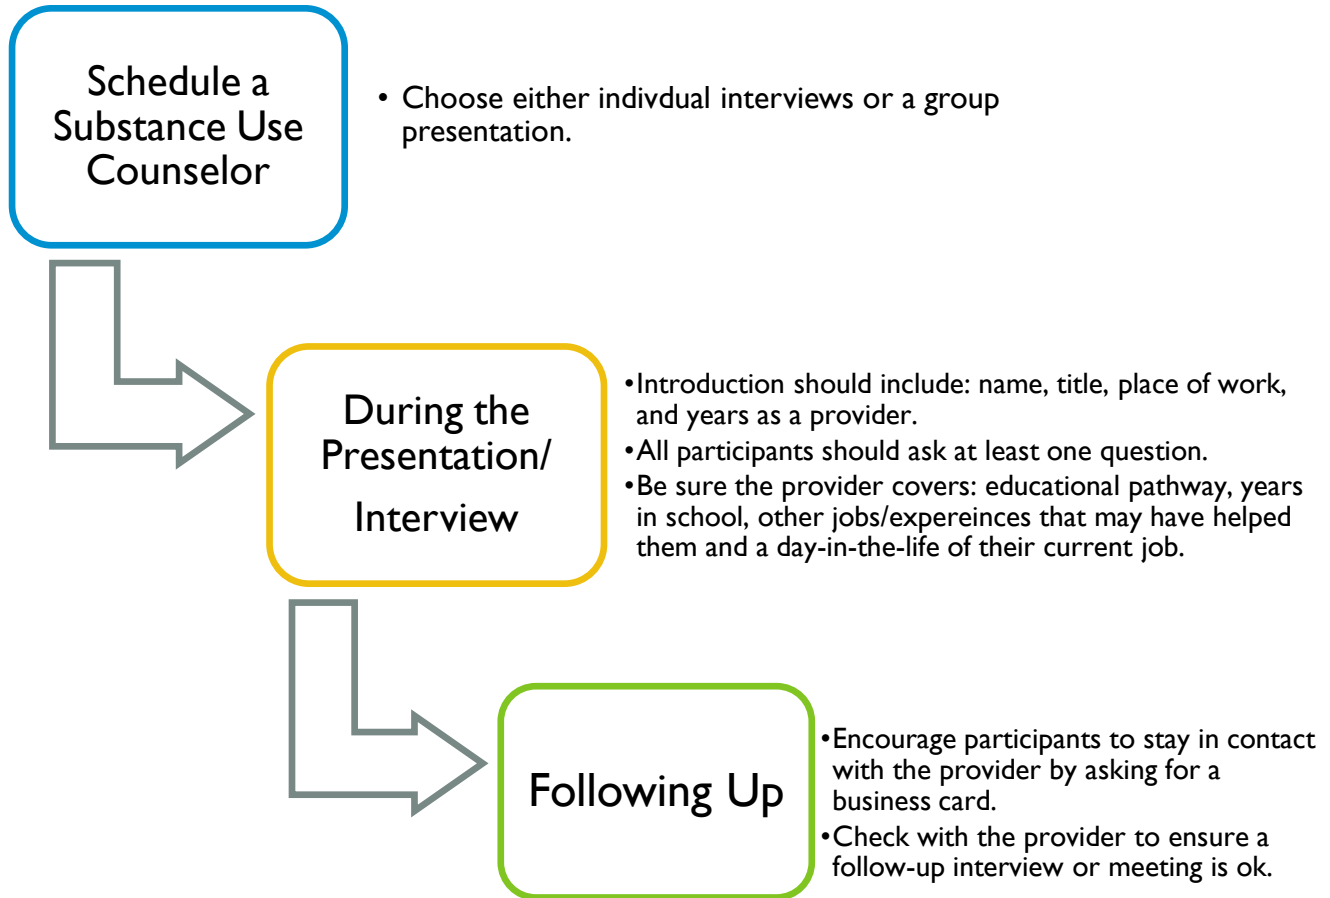 Schedule a
Substance Use
Counselor
• Choose either indivdual interviews or a group
presentation.
During the
Presentation/
Interview
•Introduction should include: name, title, place of work,
and years as a provider.
•All participants should ask at least one question.
•Be sure the provider covers: educational pathway, years
in school, other jobs/expereinces that may have helped
them and a day-in-the-life of their current job.
Following Up
•Encourage participants to stay in contact
with the provider by asking for a
business card.
•Check with the provider to ensure a
follow-up interview or meeting is ok.